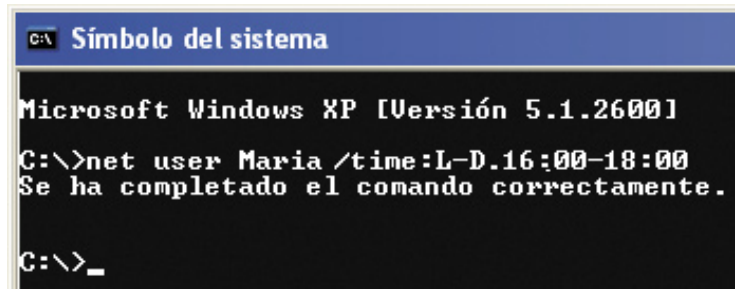 Símbolo del sistema
Microsoft Windows XP [Versión 5.1.2600]
C:\>net user Maria /time:L-D.16:00-18:00
Se ha completado el comando correctamente.
C:\>_